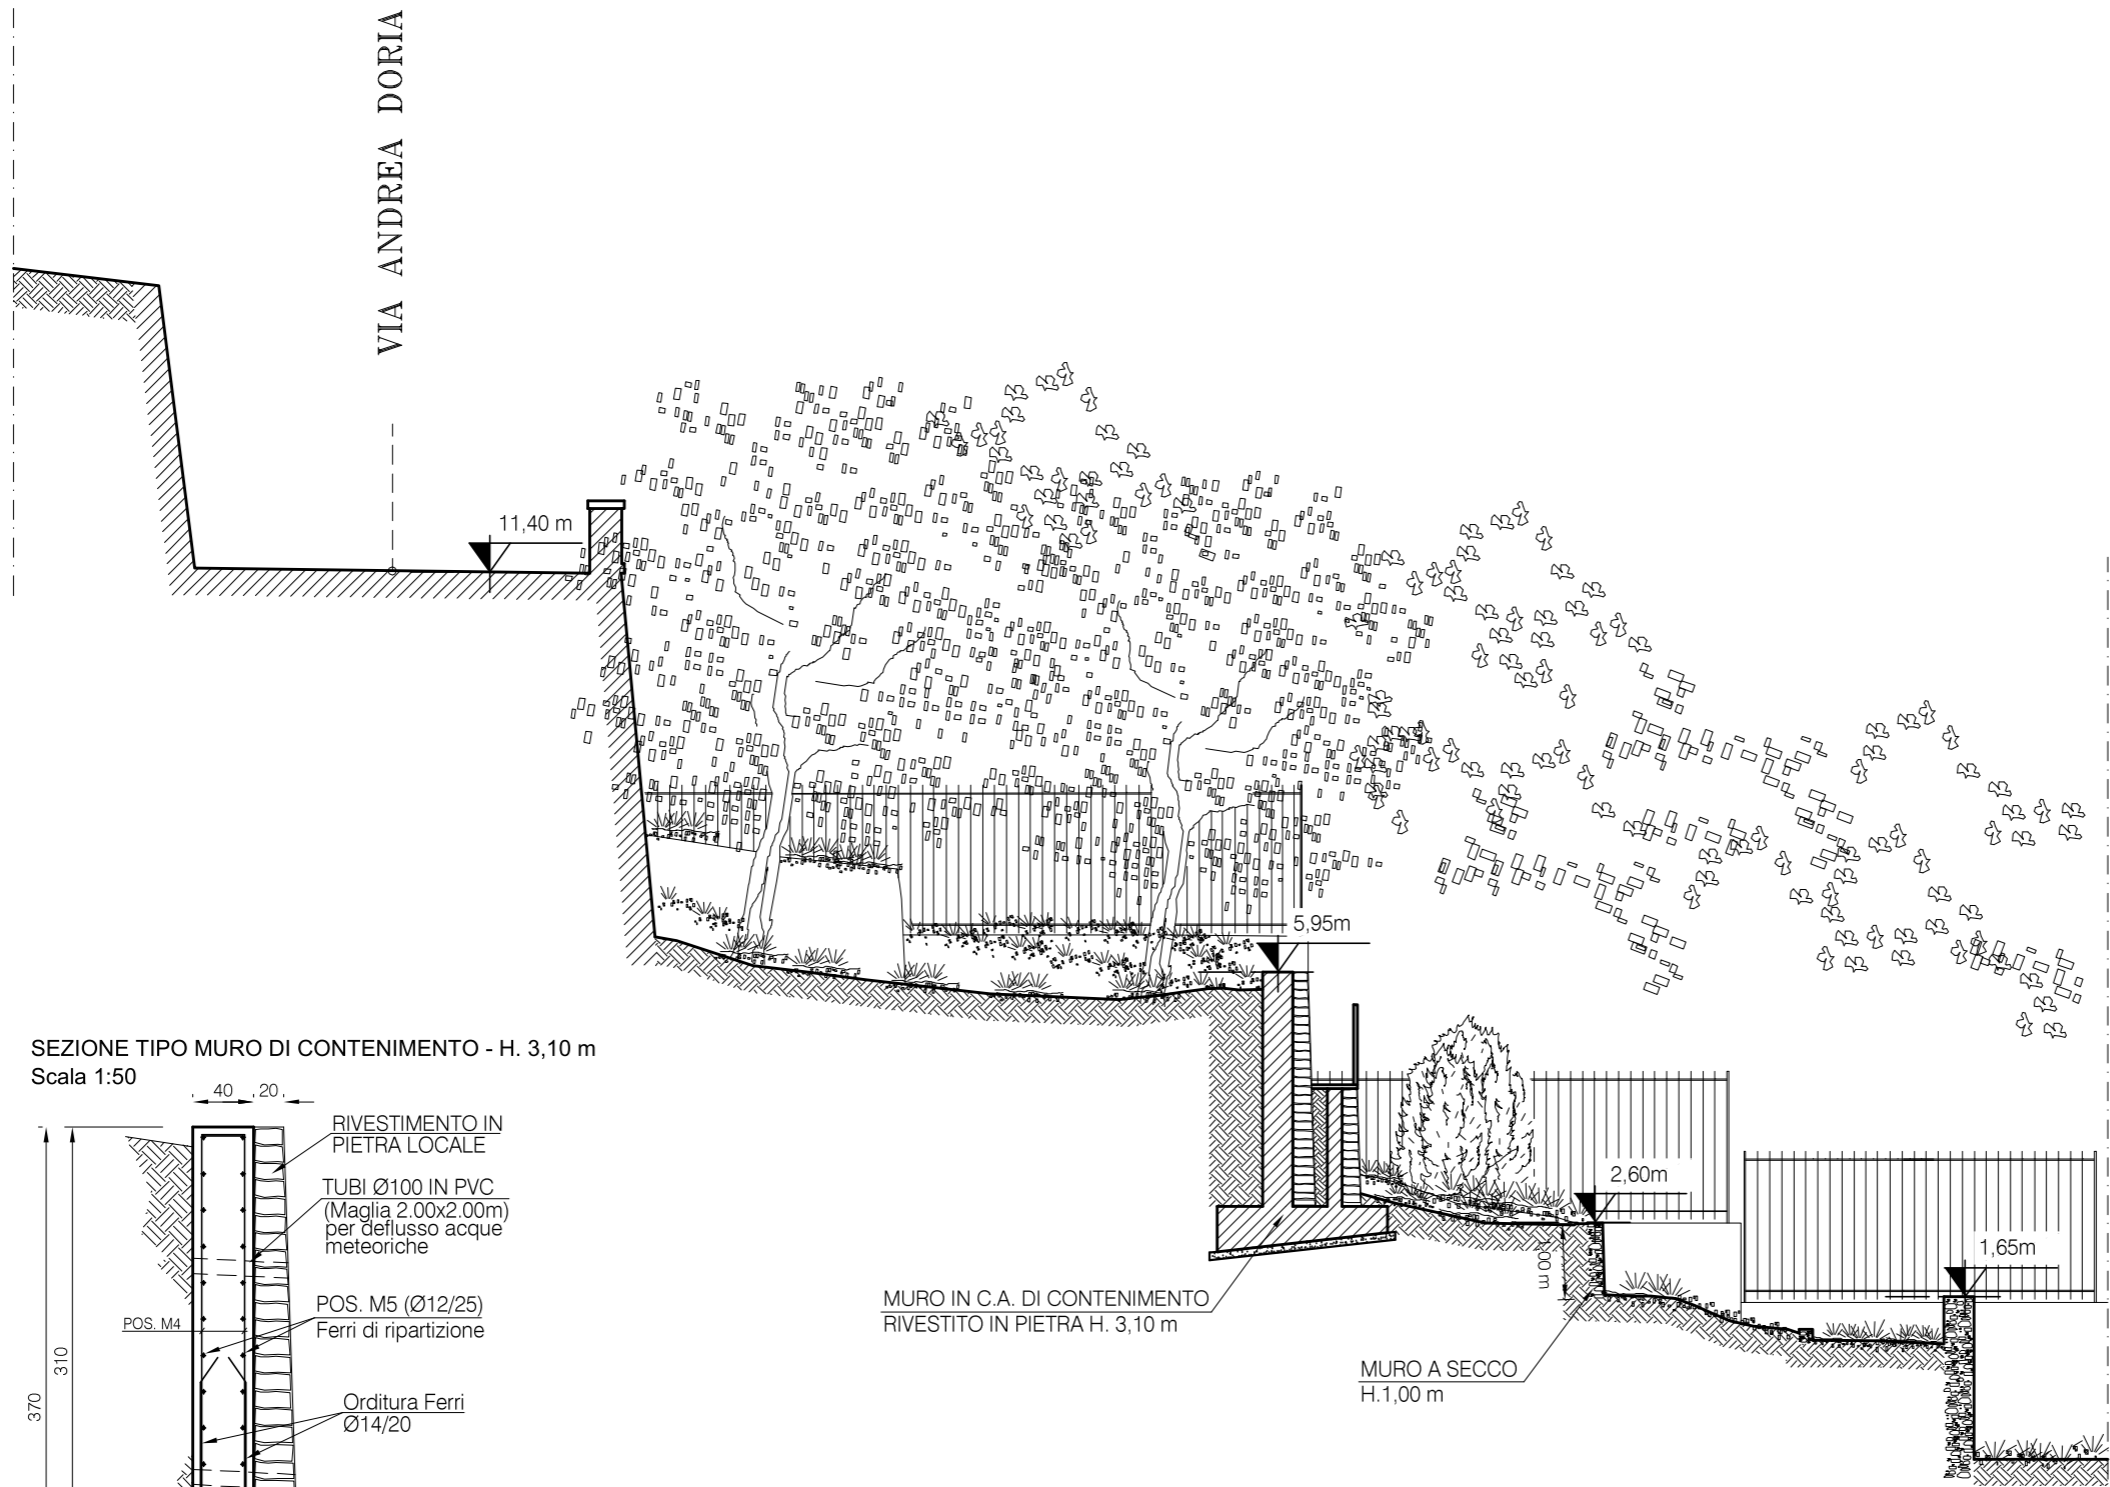 VIA ANDREA DORIA
11,40 m
5,95m
2,60m
1,00 m
1,65m
MURO IN C.A. DI CONTENIMENTO
RIVESTITO IN PIETRA H. 3,10 m
MURO A SECCO
H.1,00 m
SEZIONE TIPO MURO DI CONTENIMENTO - H. 3,10 m
Scala 1:50
40 20
RIVESTIMENTO IN
PIETRA LOCALE
TUBI Ø100 IN PVC
(Maglia 2.00x2.00m)
per deflusso acque
meteoriche
POS. M5 (Ø12/25)
Ferri di ripartizione
POS. M4
310
370
Orditura Ferri
Ø14/20